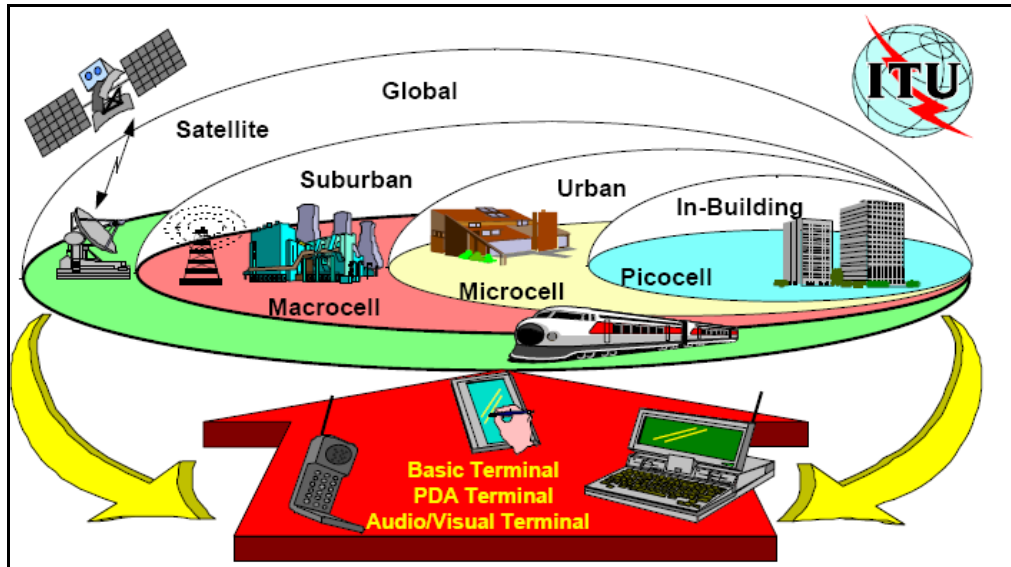 Global
ITU
Satellite
Suburban
Urban
In-Building
Picocell
Microcell
Macrocell
Basic Terminal
PDA Terminal
Audio/Visual Terminal